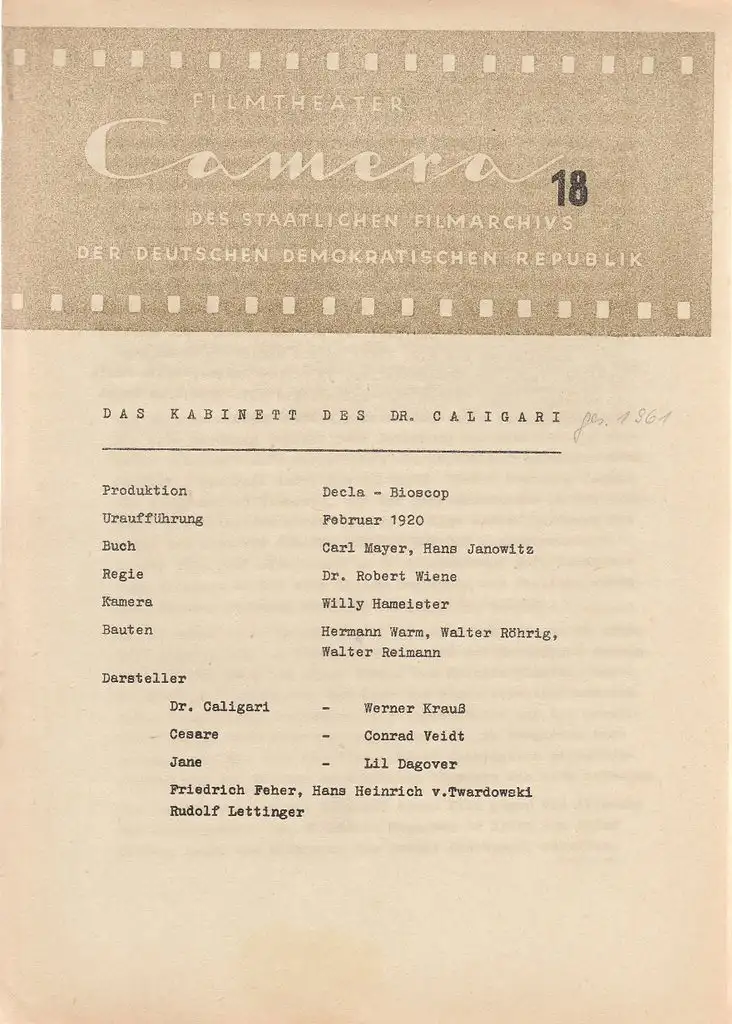 FILMTHEATER
Camera 18
DES STAATLICHEN FILMARCHIVS
DER DEUTSCHEN DEMOKRATISCHEN REPUBLIK
DAS KABINETT DES DR. CALIGARI ges. 1961
Produktion Decla - Bioscop
Uraufführung Februar 1920
Buch Carl Mayer, Hans Janowitz
Regie Dr. Robert Wiene
Kamera Willy Hameister
Bauten Hermann Warm, Walter Röhrig,
Walter Reimann
Darsteller
Dr. Caligari - Werner Krauß
Cesare - Conrad Veidt
Jane - Lil Dagover
Friedrich Feher, Hans Heinrich v.Twardowski
Rudolf Lettinger